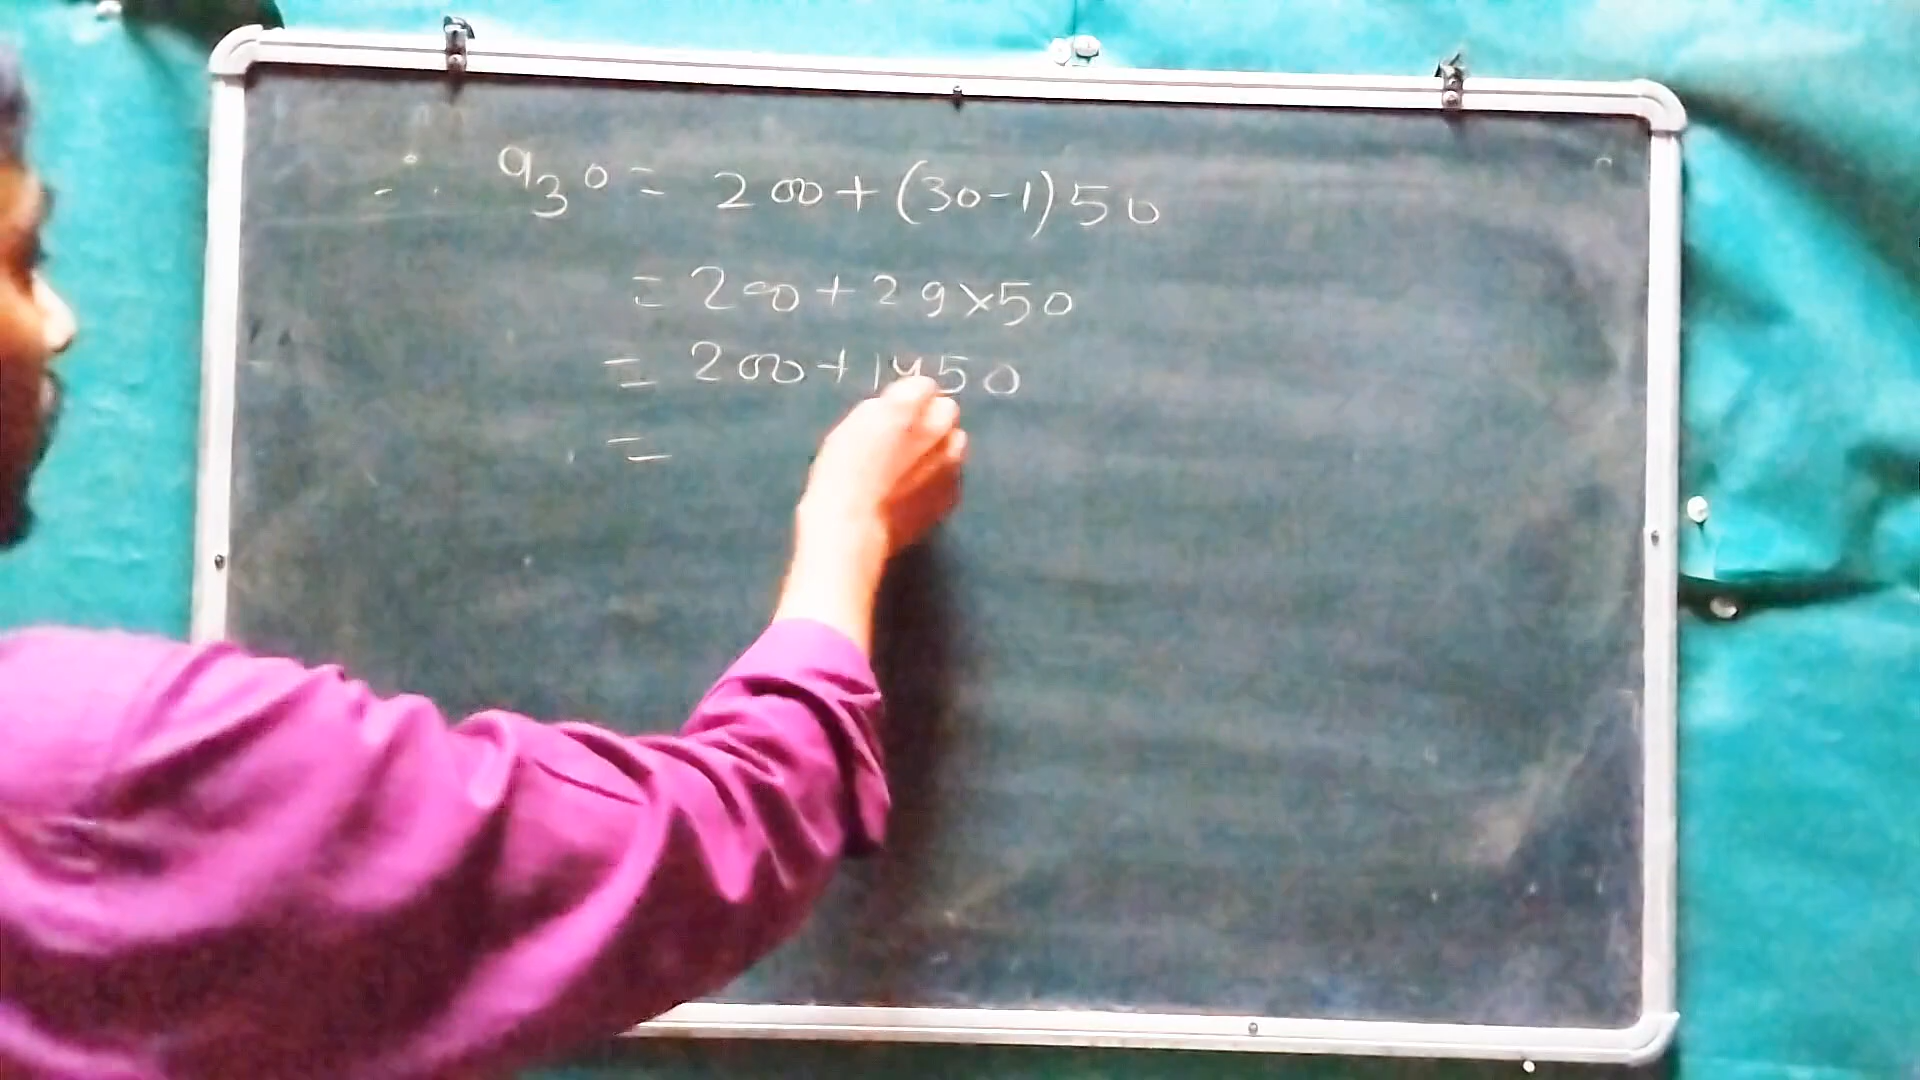 ∴ a30 = 200 + (30-1)50
= 200 + 29×50
= 200 + 1450
=